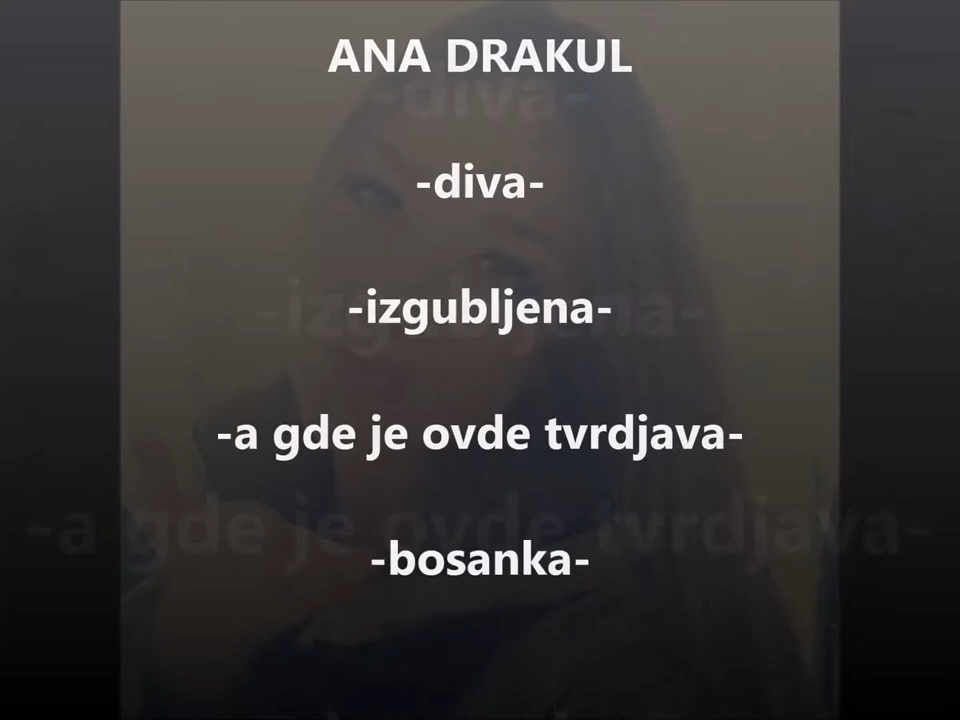 ANA DRAKUL
-diva-
-izgubljena-
-a gde je ovde tvrdjava-
-bosanka-